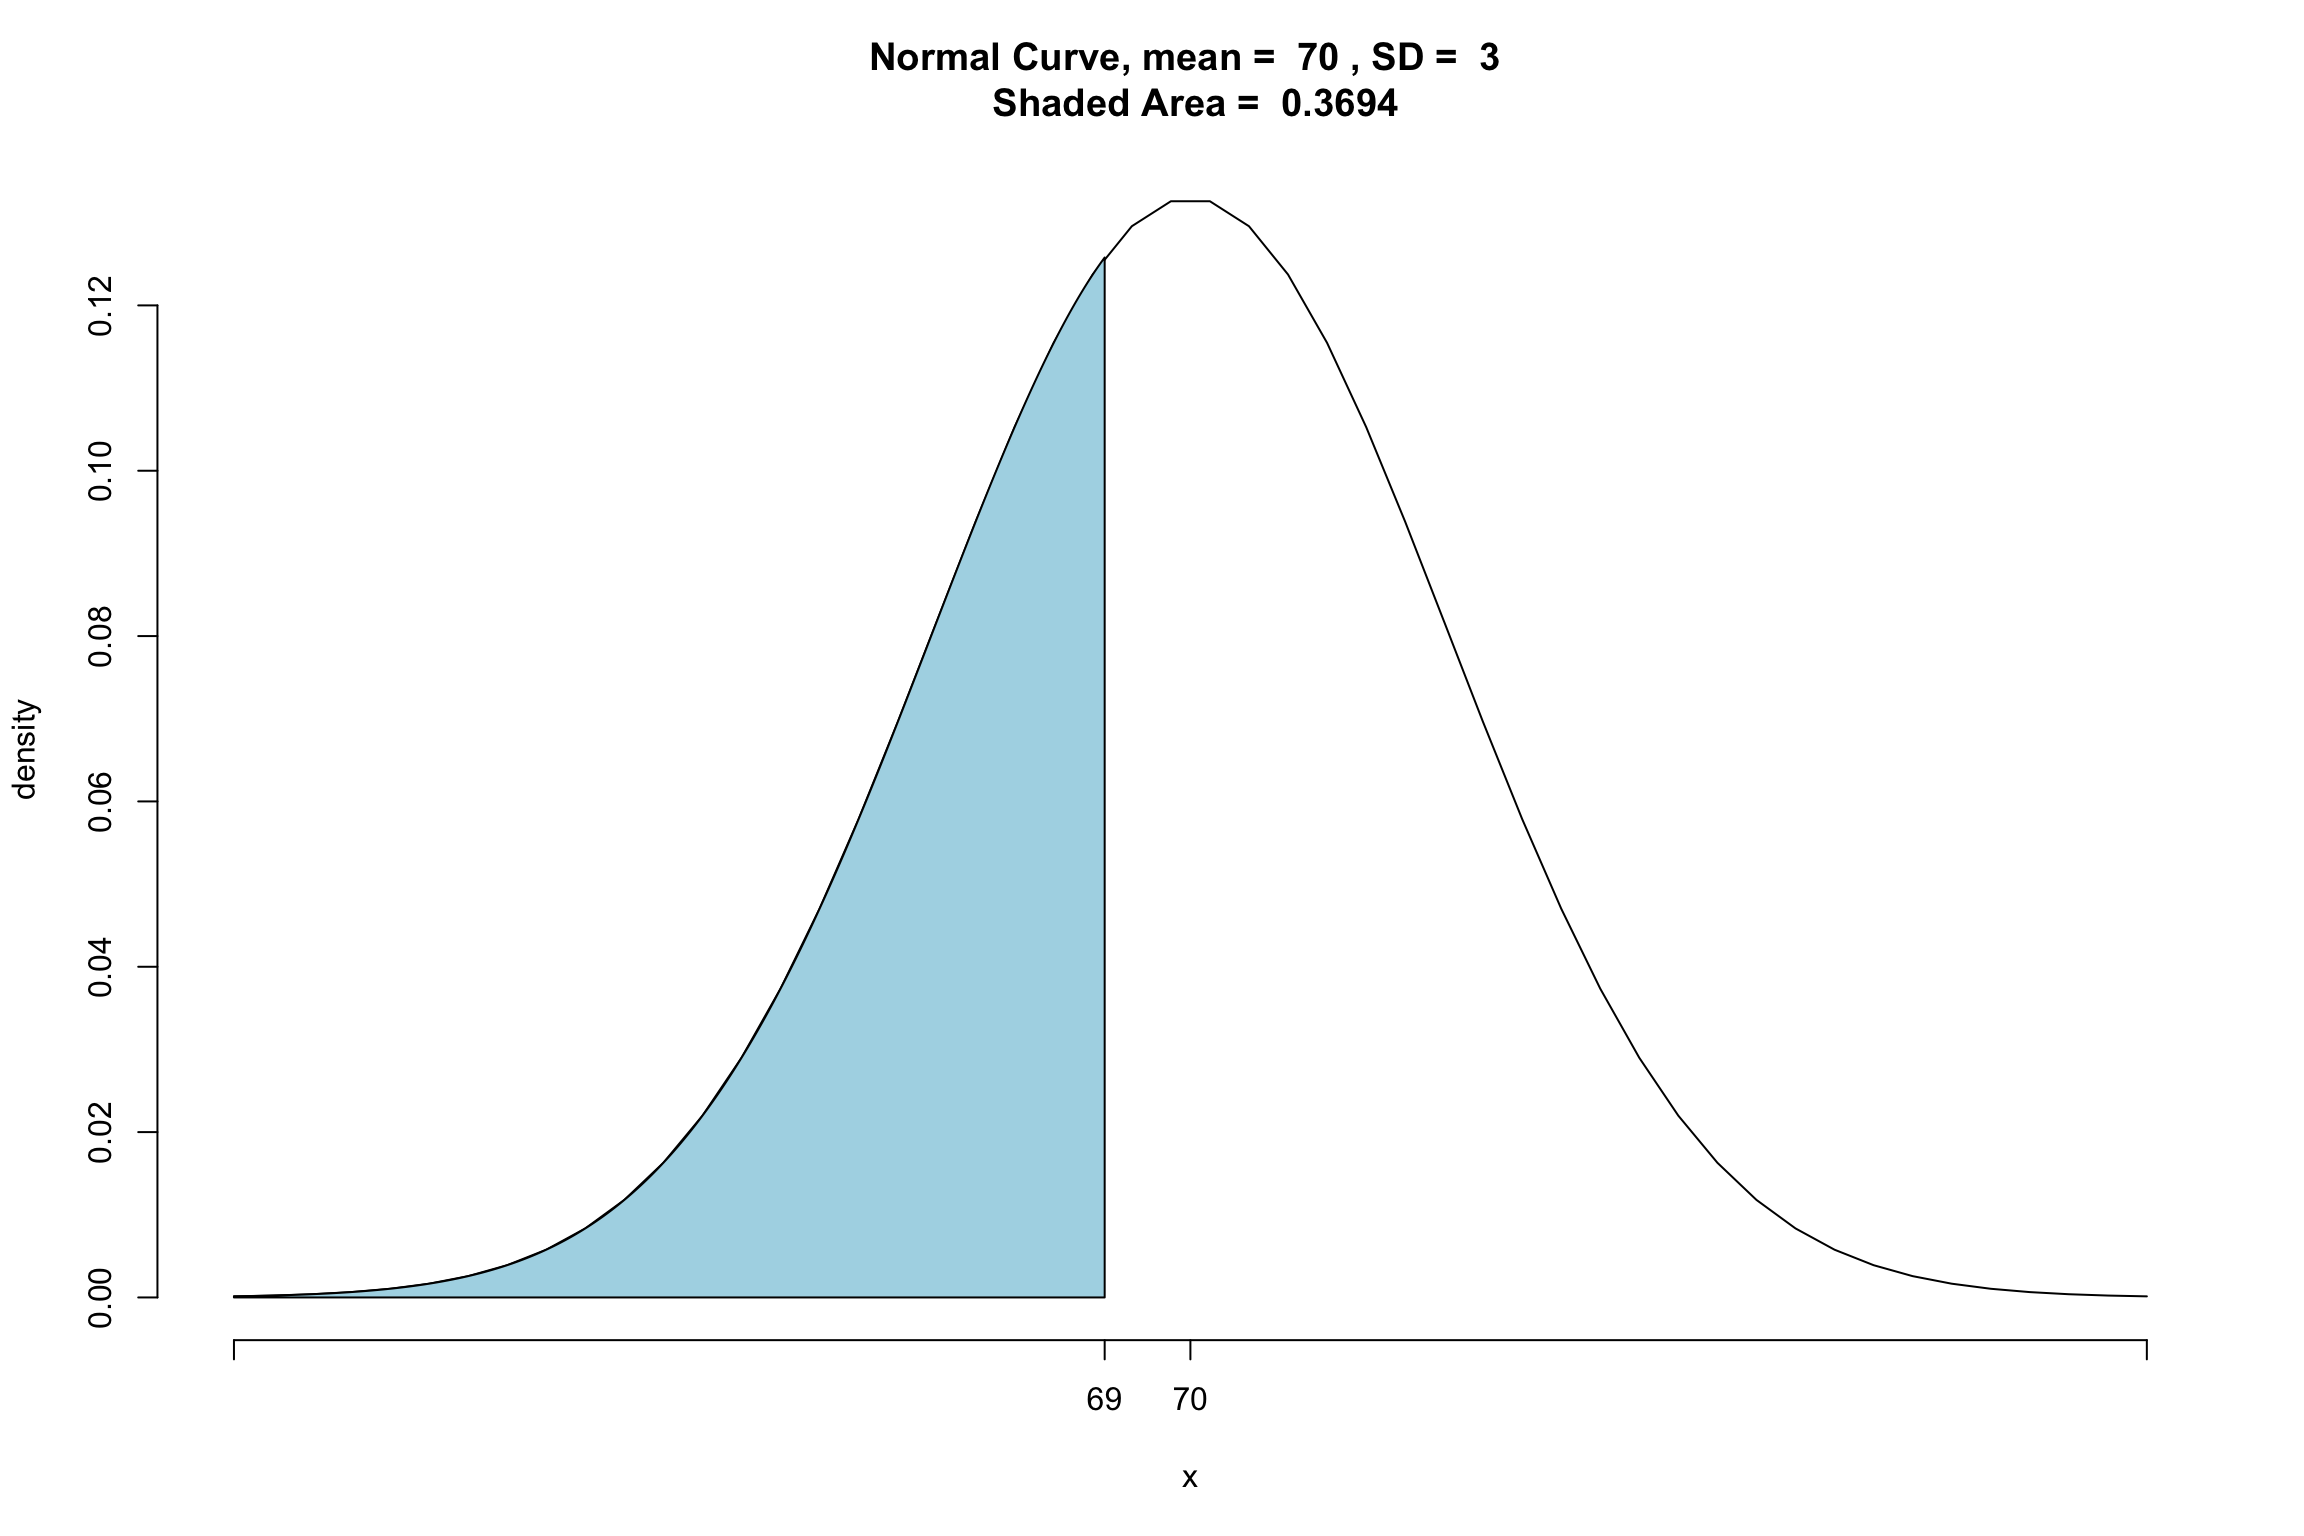 Normal Curve, mean =  70 , SD =  3
Shaded Area =  0.3694
0.12
0.10
0.08
0.06
0.04
0.02
0.00
density
69
70
x